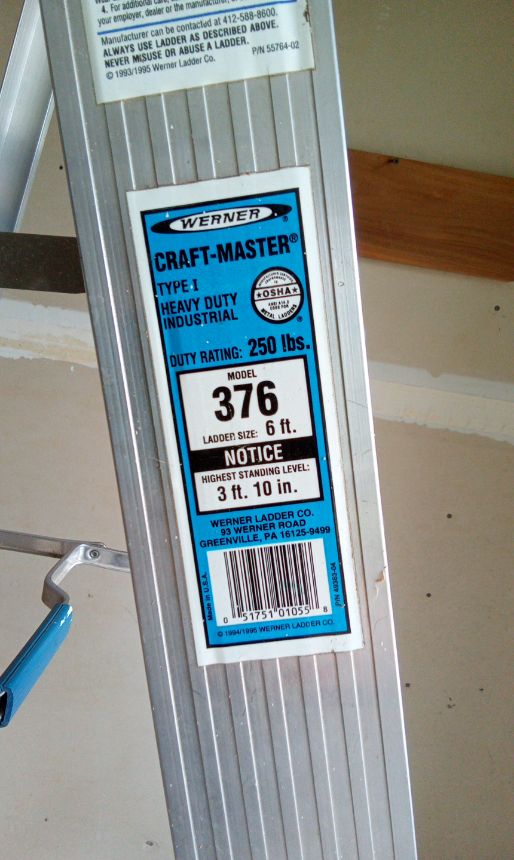 4. For additional care,
your employer, dealer or the manufacturer.
Manufacturer can be contacted at 412-588-8600.
ALWAYS USE LADDER AS DESCRIBED ABOVE.
NEVER MISUSE OR ABUSE A LADDER.
© 1993/1995 Werner Ladder Co. P/N 55764-02
WERNER®
CRAFT-MASTER®
TYPE I
HEAVY DUTY
INDUSTRIAL
OSHA
METAL LADDERS
DUTY RATING: 250 lbs.
MODEL
376
LADDER SIZE: 6 ft.
NOTICE
HIGHEST STANDING LEVEL:
3 ft. 10 in.
WERNER LADDER CO.
93 WERNER ROAD
GREENVILLE, PA 16125-9499
Made in U.S.A.
0 51751 01055 8
P/N 49383-04
© 1994/1995 WERNER LADDER CO.